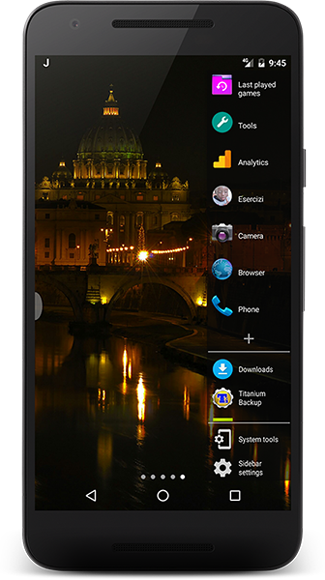 J
9:45
Last played
games
Tools
Analytics
Esercizi
Camera
Browser
Phone
+
Downloads
Titanium
Backup
System tools
Sidebar
settings